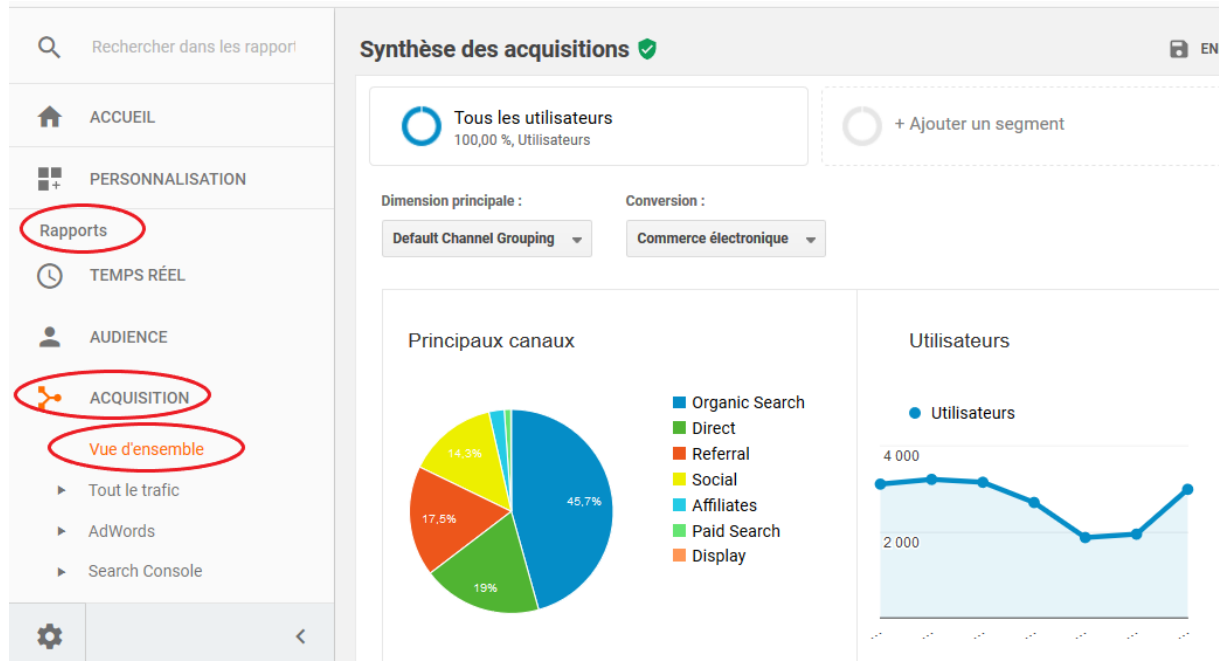 Rechercher dans les rapport
ACCUEIL
PERSONNALISATION
Rapports
TEMPS RÉEL
AUDIENCE
ACQUISITION
Vue d'ensemble
Tout le trafic
AdWords
Search Console
Synthèse des acquisitions
EN
Tous les utilisateurs
100,00 %, Utilisateurs
+ Ajouter un segment
Dimension principale :
Conversion :
Default Channel Grouping
Commerce électronique
Principaux canaux
14,3%
45,7%
17,5%
19%
Organic Search
Direct
Referral
Social
Affiliates
Paid Search
Display
Utilisateurs
Utilisateurs
4 000
2 000